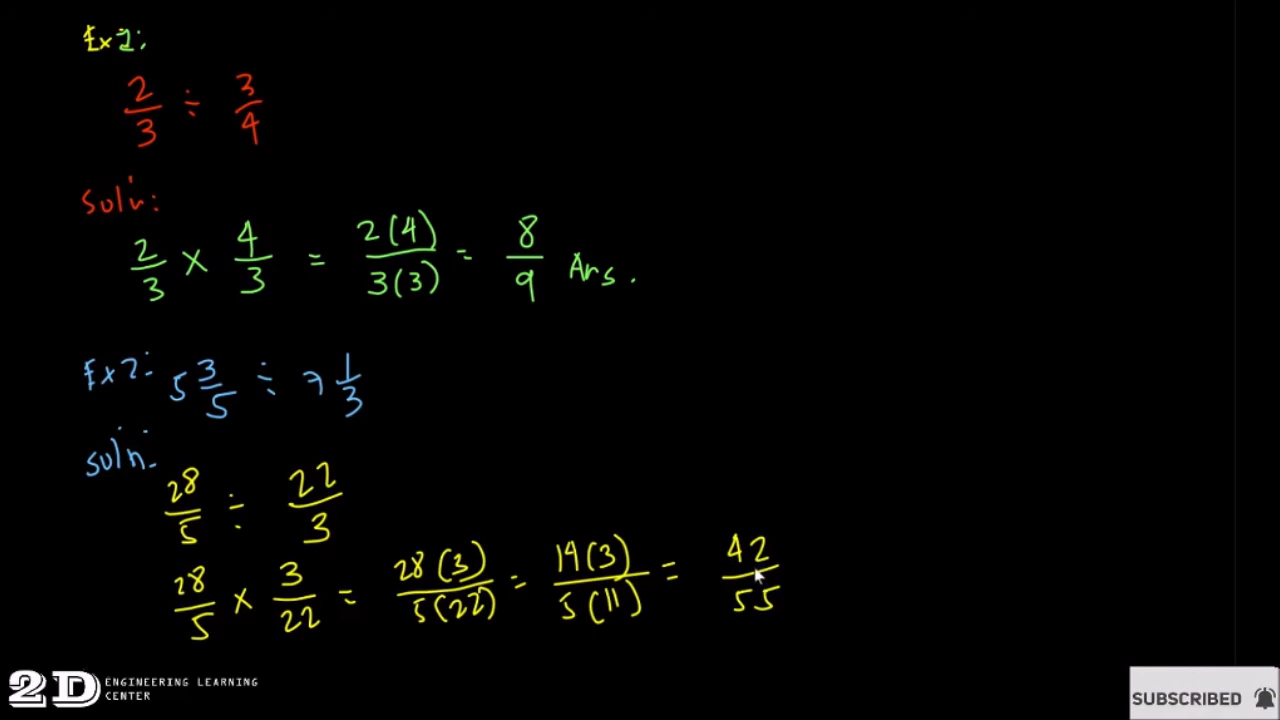 Ex 1:
2/3 ÷ 3/4
Sol'n:
2/3 × 4/3 = 2(4)/3(3) = 8/9 Ans.
Ex 2: 5 3/5 ÷ 7 1/3
Sol'n:
28/5 ÷ 22/3
28/5 × 3/22 = 28(3)/5(22) = 14(3)/5(11) = 42/55
2D ENGINEERING LEARNING
CENTER
SUBSCRIBED